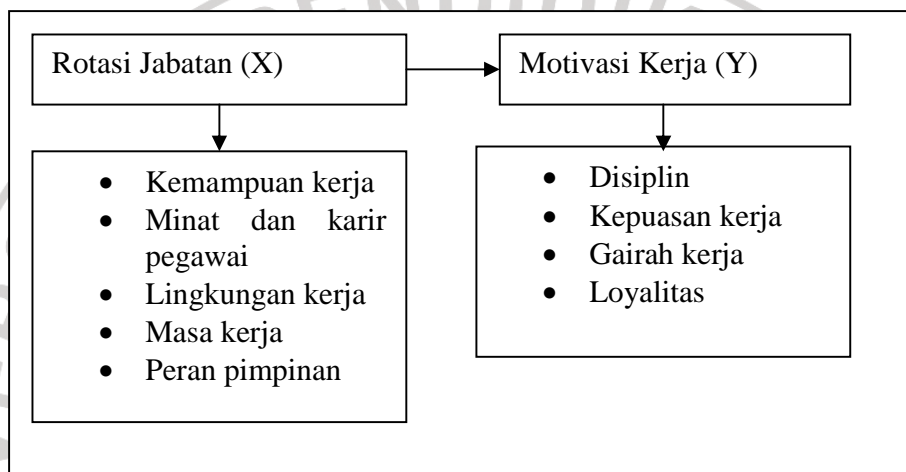 Rotasi Jabatan (X)
Motivasi Kerja (Y)
• Kemampuan kerja
• Minat dan karir
pegawai
• Lingkungan kerja
• Masa kerja
• Peran pimpinan
• Disiplin
• Kepuasan kerja
• Gairah kerja
• Loyalitas